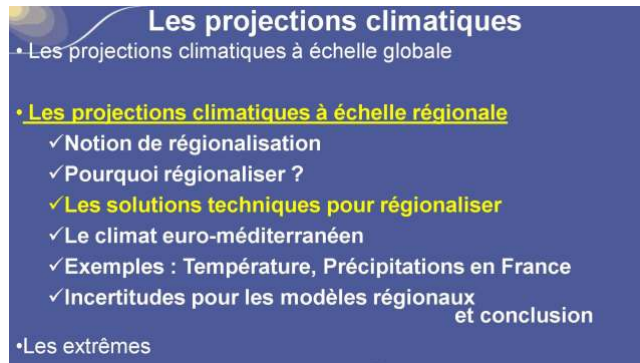 Les projections climatiques
• Les projections climatiques à échelle globale
• Les projections climatiques à échelle régionale
✓Notion de régionalisation
✓Pourquoi régionaliser ?
✓Les solutions techniques pour régionaliser
✓Le climat euro-méditerranéen
✓Exemples : Température, Précipitations en France
✓Incertitudes pour les modèles régionaux
et conclusion
•Les extrêmes